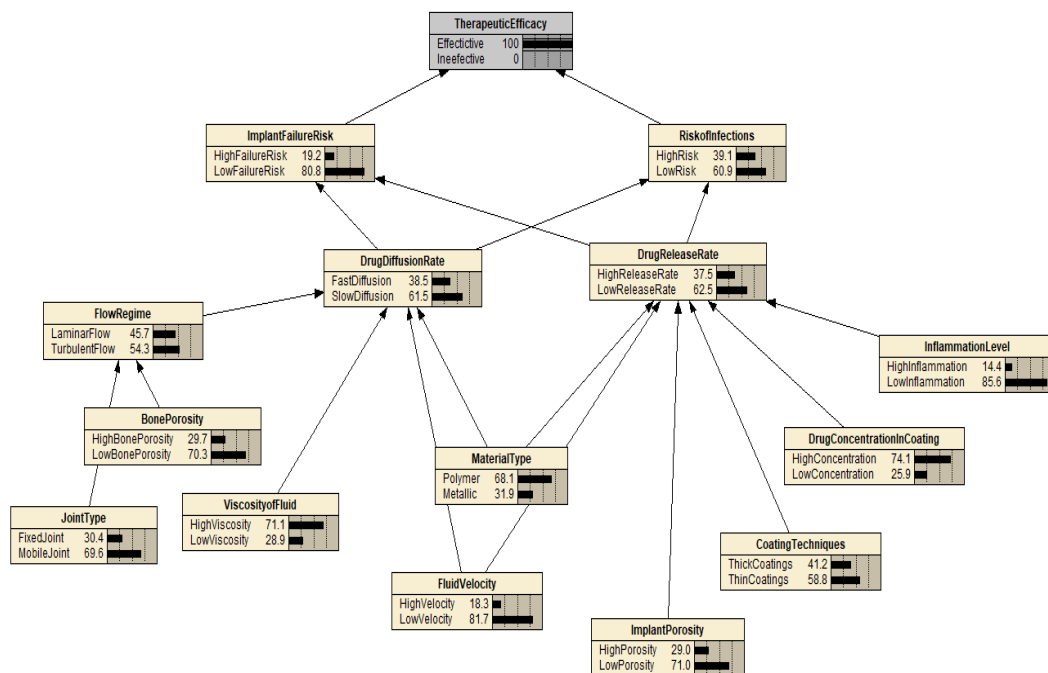 TherapeuticEfficacy
Effectictive 100
Ineefective 0
ImplantFailureRisk
HighFailureRisk 19.2
LowFailureRisk 80.8
RiskofInfections
HighRisk 39.1
LowRisk 60.9
DrugDiffusionRate
FastDiffusion 38.5
SlowDiffusion 61.5
DrugReleaseRate
HighReleaseRate 37.5
LowReleaseRate 62.5
FlowRegime
LaminarFlow 45.7
TurbulentFlow 54.3
InflammationLevel
HighInflammation 14.4
LowInflammation 85.6
BonePorosity
HighBonePorosity 29.7
LowBonePorosity 70.3
MaterialType
Polymer 68.1
Metallic 31.9
DrugConcentrationInCoating
HighConcentration 74.1
LowConcentration 25.9
JointType
FixedJoint 30.4
MobileJoint 69.6
ViscosityofFluid
HighViscosity 71.1
LowViscosity 28.9
CoatingTechniques
ThickCoatings 41.2
ThinCoatings 58.8
FluidVelocity
HighVelocity 18.3
LowVelocity 81.7
ImplantPorosity
HighPorosity 29.0
LowPorosity 71.0